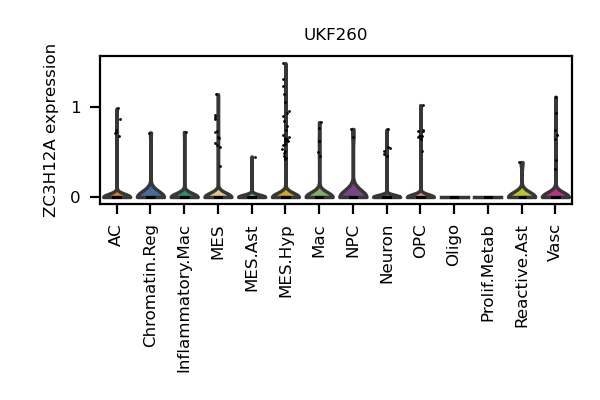 UKF260
ZC3H12A expression
1
0
AC
Chromatin.Reg
Inflammatory.Mac
MES
MES.Ast
MES.Hyp
Mac
NPC
Neuron
OPC
Oligo
Prolif.Metab
Reactive.Ast
Vasc